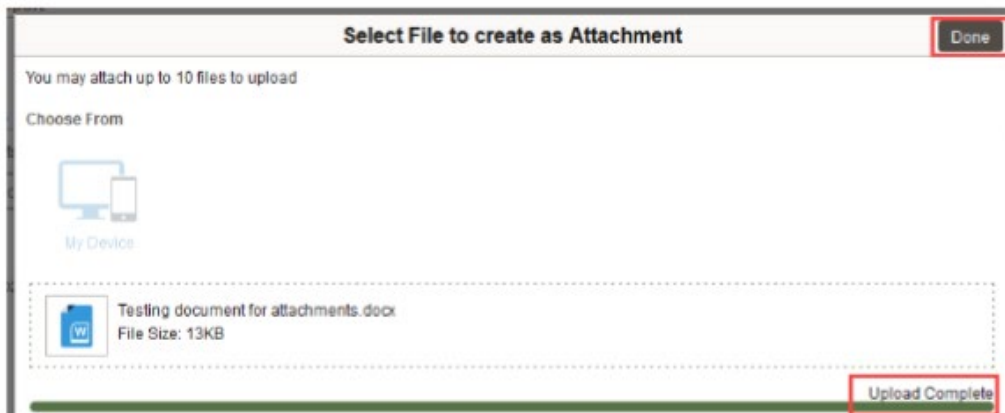 Select File to create as Attachment
Done
You may attach up to 10 files to upload
Choose From
My Device
W
Testing document for attachments.docx
File Size: 13KB
Upload Complete